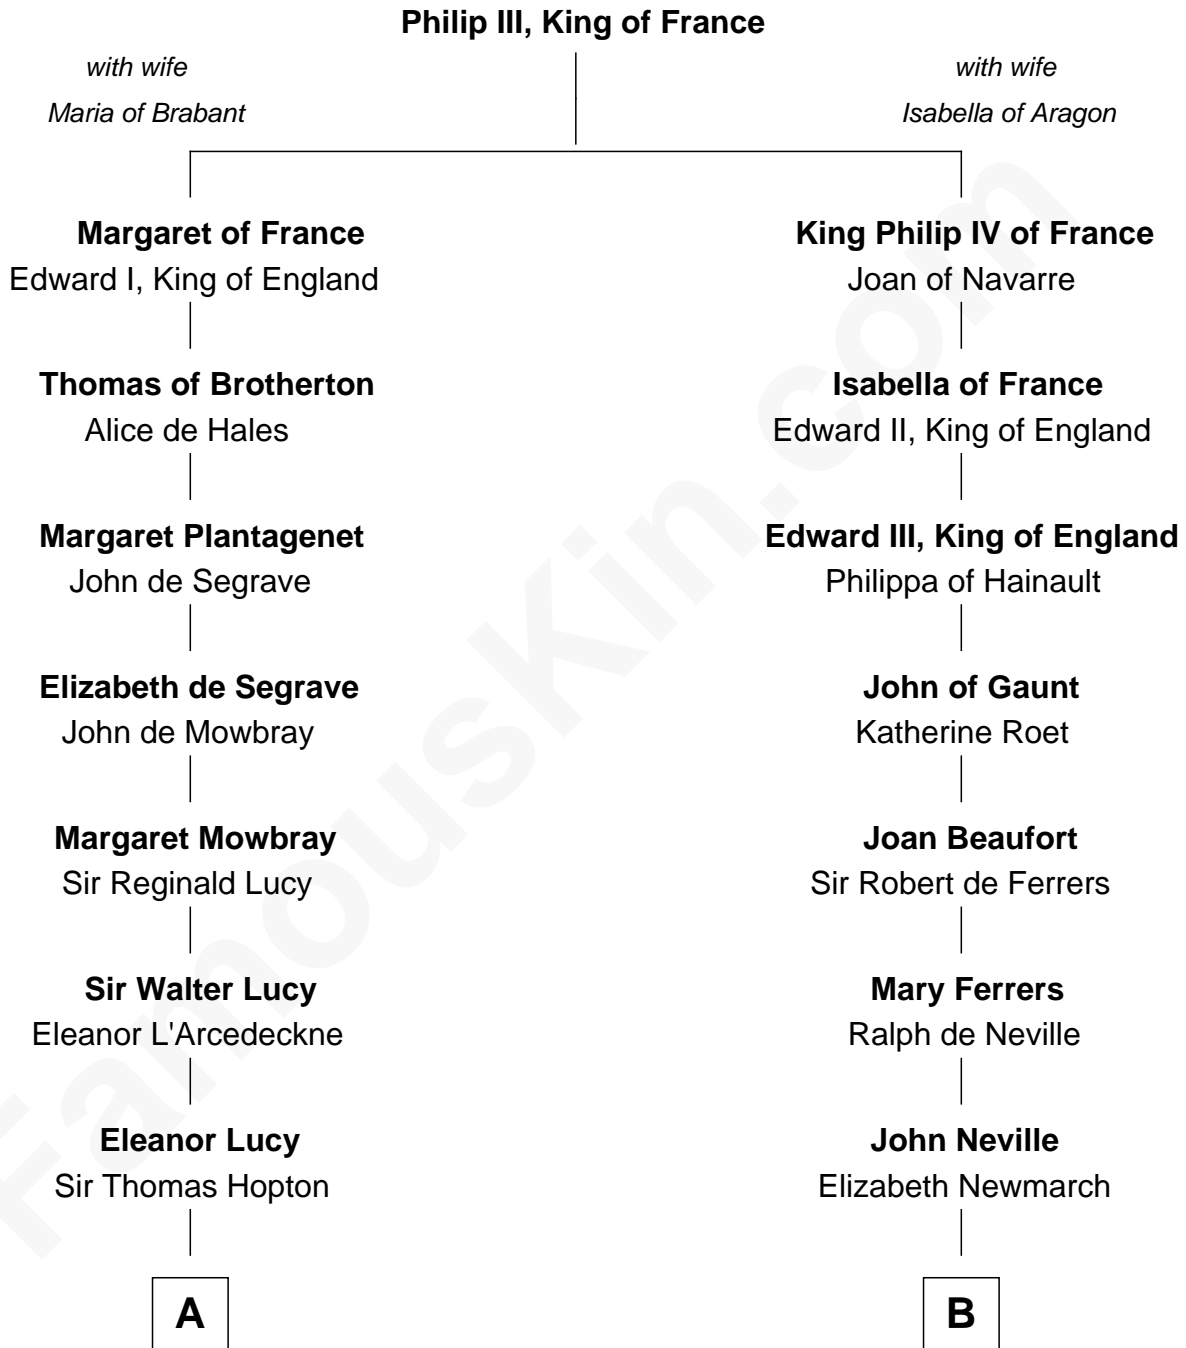 Philip III, King of France
with wife
Maria of Brabant
with wife
Isabella of Aragon
Margaret of France
Edward I, King of England
King Philip IV of France
Joan of Navarre
Thomas of Brotherton
Alice de Hales
Isabella of France
Edward II, King of England
Margaret Plantagenet
John de Segrave
Edward III, King of England
Philippa of Hainault
Elizabeth de Segrave
John de Mowbray
John of Gaunt
Katherine Roet
Margaret Mowbray
Sir Reginald Lucy
Joan Beaufort
Sir Robert de Ferrers
Sir Walter Lucy
Eleanor L'Arcedeckne
Mary Ferrers
Ralph de Neville
Eleanor Lucy
Sir Thomas Hopton
John Neville
Elizabeth Newmarch
A
B
FamousKin.com